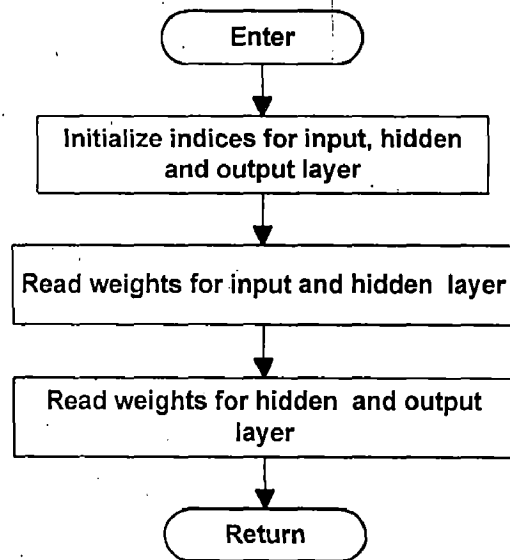 Enter
Initialize indices for input, hidden
and output layer
Read weights for input and hidden layer
Read weights for hidden and output
layer
Return